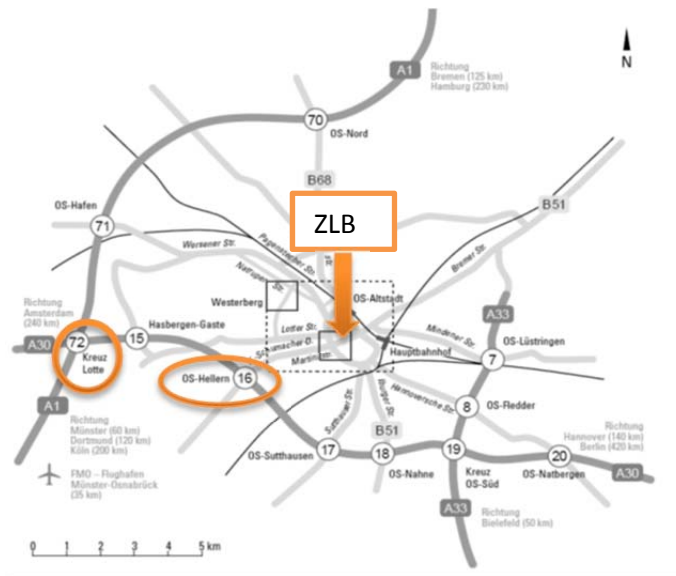 A1
Richtung
Bremen (125 km)
Hamburg (230 km)
N
70
OS-Nord
B68
B51
OS-Hafen
71
ZLB
Wersener Str.
Pagenstecher Str.
Bremer Str.
str
Natruper Str.
Westerberg
OS-Altstadt
Richtung
Amsterdam
(240 km)
A33
Hasbergen-Gaste
Lotter Str.
Mindener Str.
OS-Lüstringen
A30
72
15
Kreuz
Lotte
Hauptbahnhof
7
OS-Hellern
16
Hannoversche Str.
8
OS-Fledder
A1
Sutthauser Str.
Iburger Str.
Richtung
Münster (60 km)
Dortmund (120 km)
Köln (200 km)
B51
Richtung
Hannover (140 km)
Berlin (420 km)
OS-Sutthausen
17
18
19
20
OS-Nahne
Kreuz
OS-Süd
OS-Natbergen
A30
FMO – Flughafen
Münster-Osnabrück
(35 km)
A33
Richtung
Bielefeld (50 km)
0 1 2 3 4 5 km